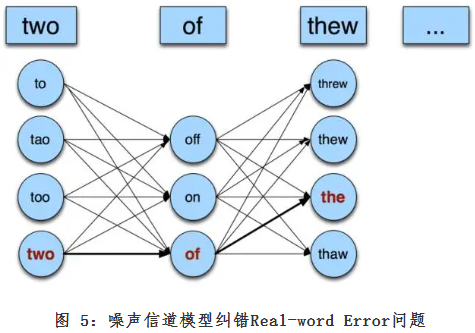 two of thew ...
to
threw
off
tao
thew
on
too
the
two
of
thaw
图 5：噪声信道模型纠错Real-word Error问题